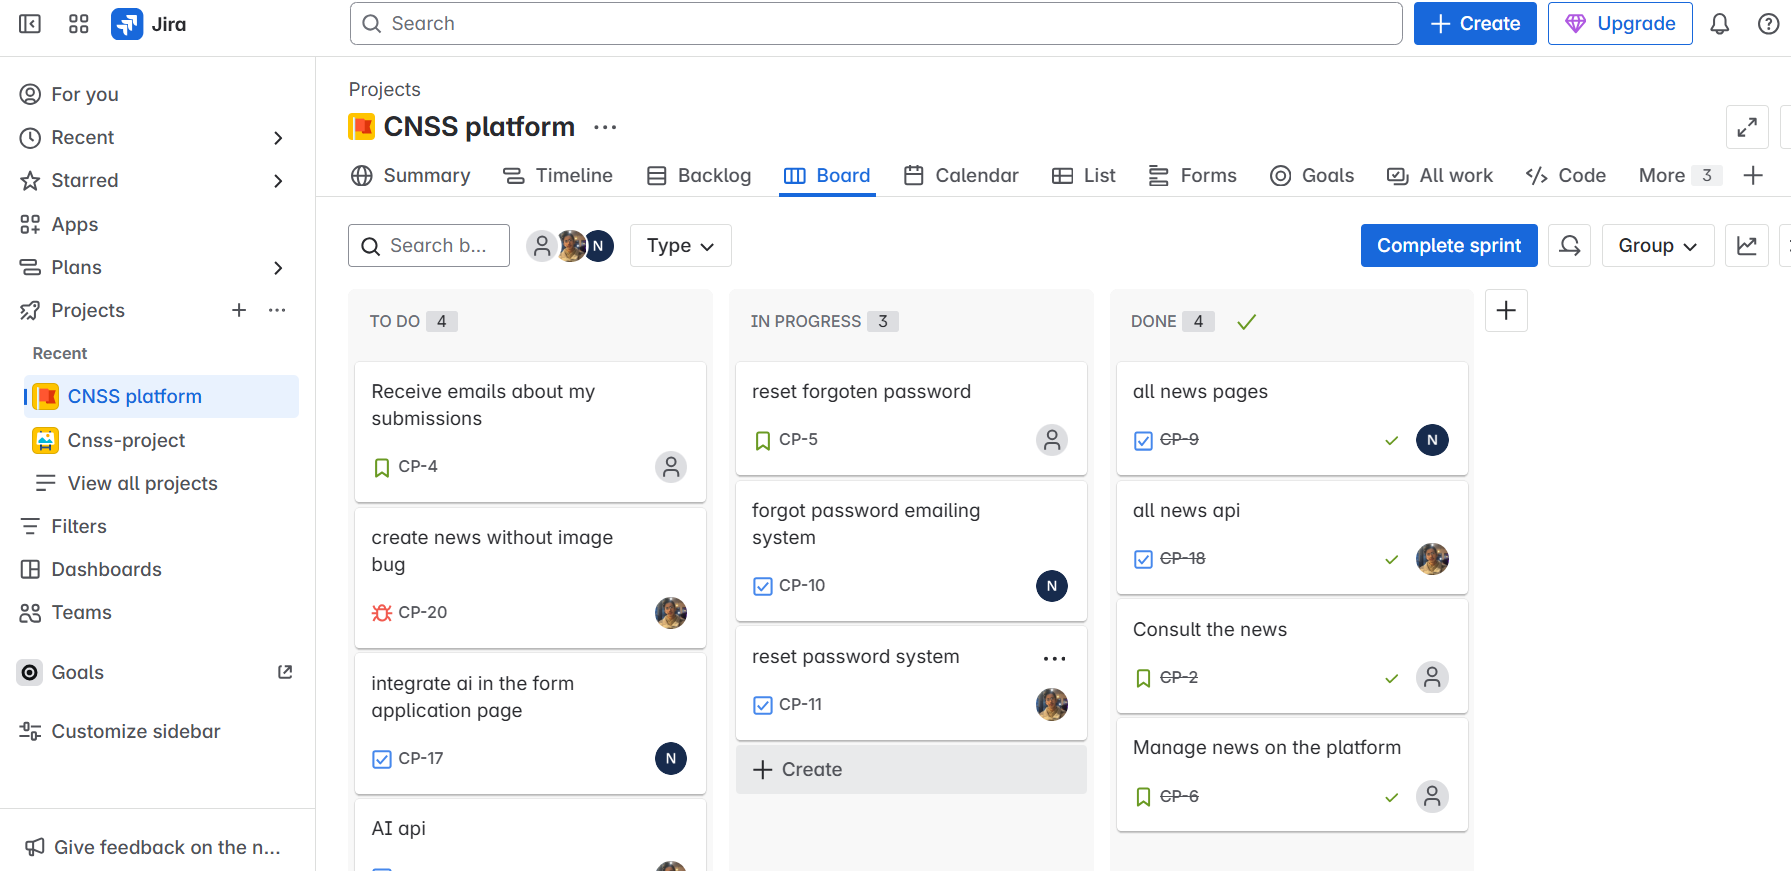 Jira
Search
Create
Upgrade
For you
Recent
Starred
Apps
Plans
Projects
Recent
CNSS platform
Cnss-project
View all projects
Filters
Dashboards
Teams
Goals
Customize sidebar
Give feedback on the n...
Projects
CNSS platform
Summary
Timeline
Backlog
Board
Calendar
List
Forms
Goals
All work
Code
More 3
Search b...
N
Type
Complete sprint
Group
TO DO 4
Receive emails about my
submissions
CP-4
create news without image
bug
CP-20
integrate ai in the form
application page
CP-17
N
AI api
IN PROGRESS 3
reset forgoten password
CP-5
forgot password emailing
system
CP-10
N
reset password system
CP-11
Create
DONE 4
all news pages
CP-9
N
all news api
CP-18
Consult the news
CP-2
Manage news on the platform
CP-6